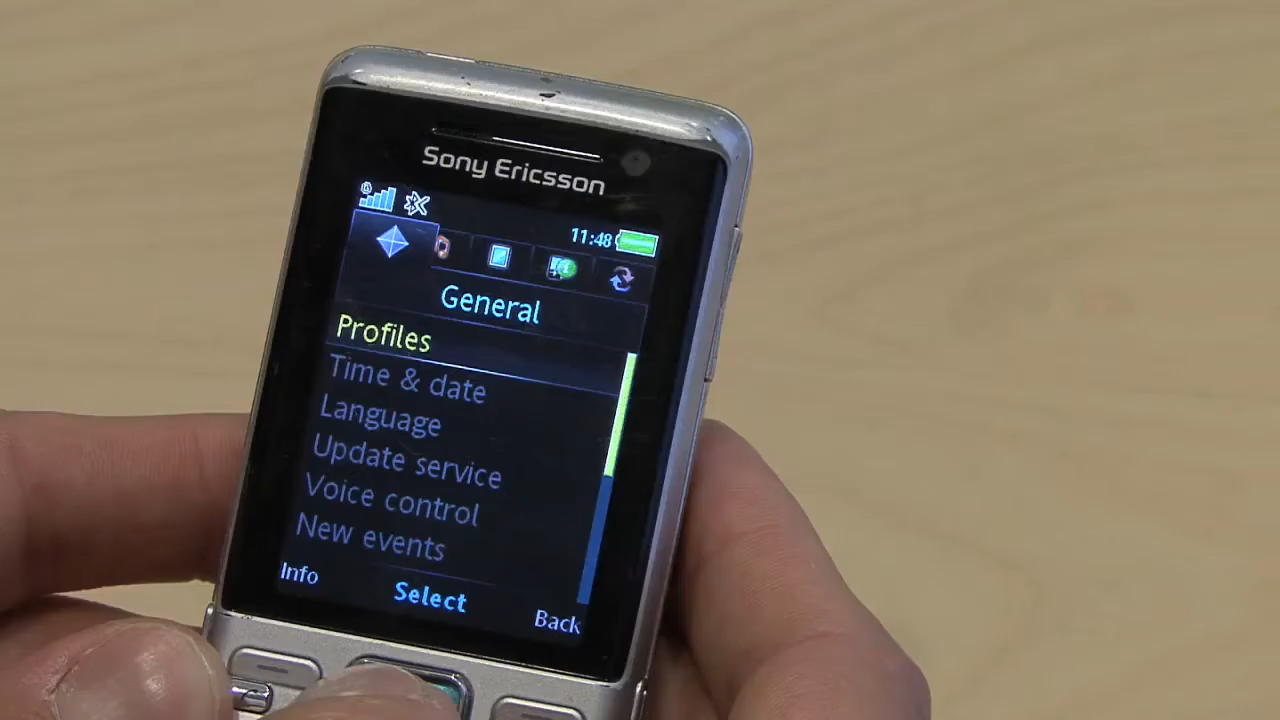 Sony Ericsson
11:48
General
Profiles
Time & date
Language
Update service
Voice control
New events
Info Select Back